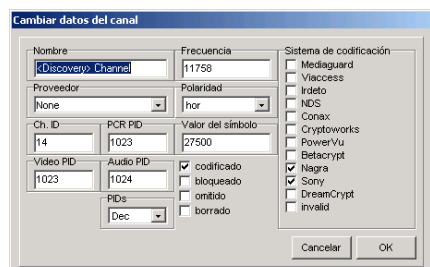 Cambiar datos del canal
Nombre
<Discovery> Channel
Frecuencia
11758
Sistema de codificación
Mediaguard
Viaccess
Irdeto
NDS
Conax
Cryptoworks
PowerVu
Betacrypt
Nagra
Sony
DreamCrypt
invalid
Proveedor
None
Polaridad
hor
Ch. ID
14
PCR PID
1023
Valor del símbolo
27500
Video PID
1023
Audio PID
1024
codificado
bloqueado
omitido
borrado
PIDs
Dec
Cancelar
OK